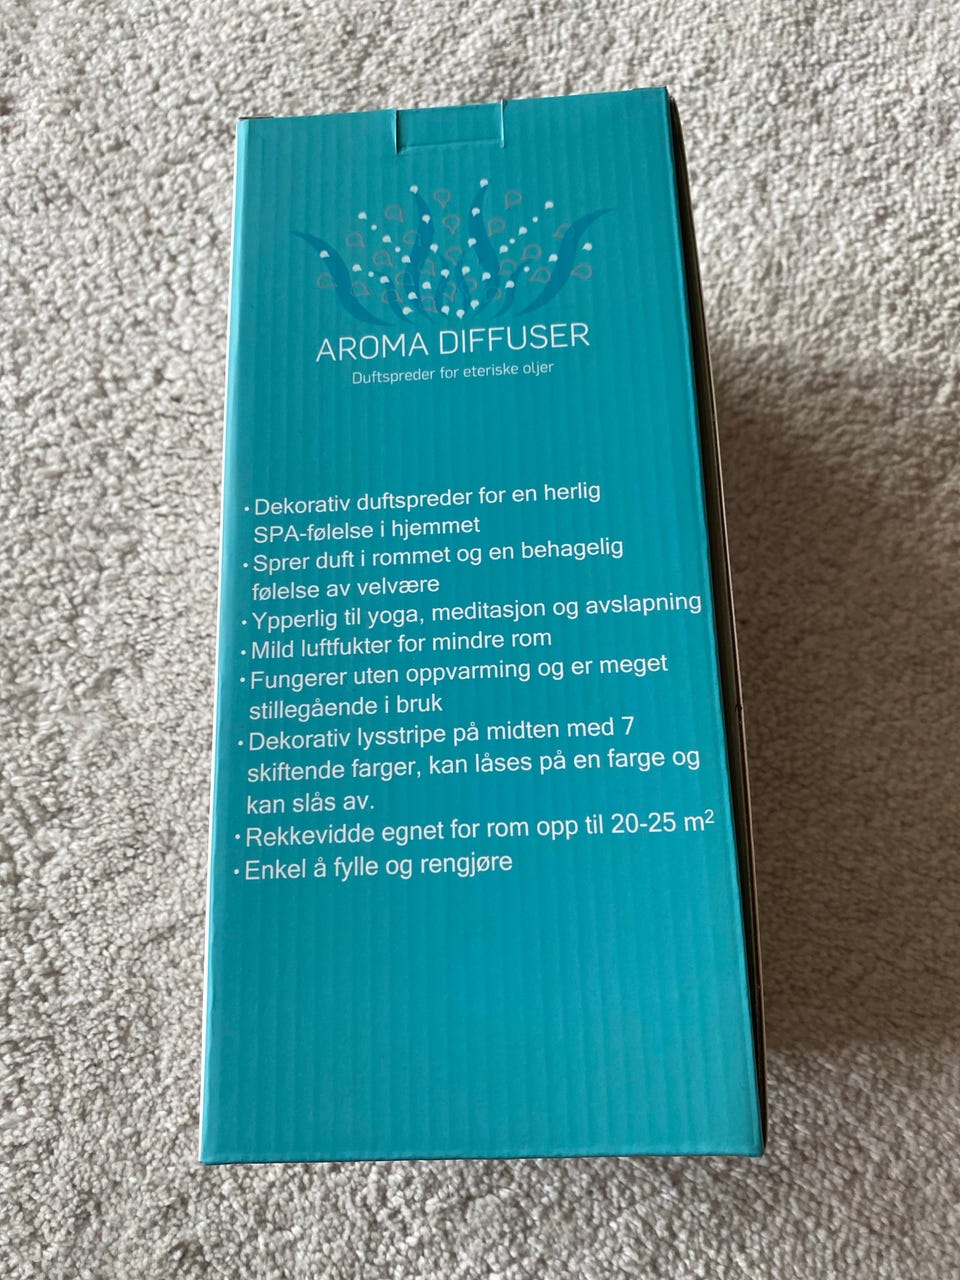 AROMA DIFFUSER
Duftspreder for eteriske oljer
• Dekorativ duftspreder for en herlig
SPA-følelse i hjemmet
• Sprer duft i rommet og en behagelig
følelse av velvære
• Ypperlig til yoga, meditasjon og avslapning
• Mild luftfukter for mindre rom
• Fungerer uten oppvarming og er meget
stillegående i bruk
• Dekorativ lysstripe på midten med 7
skiftende farger, kan låses på en farge og
kan slås av.
• Rekkevidde egnet for rom opp til 20-25 m²
• Enkel å fylle og rengjøre